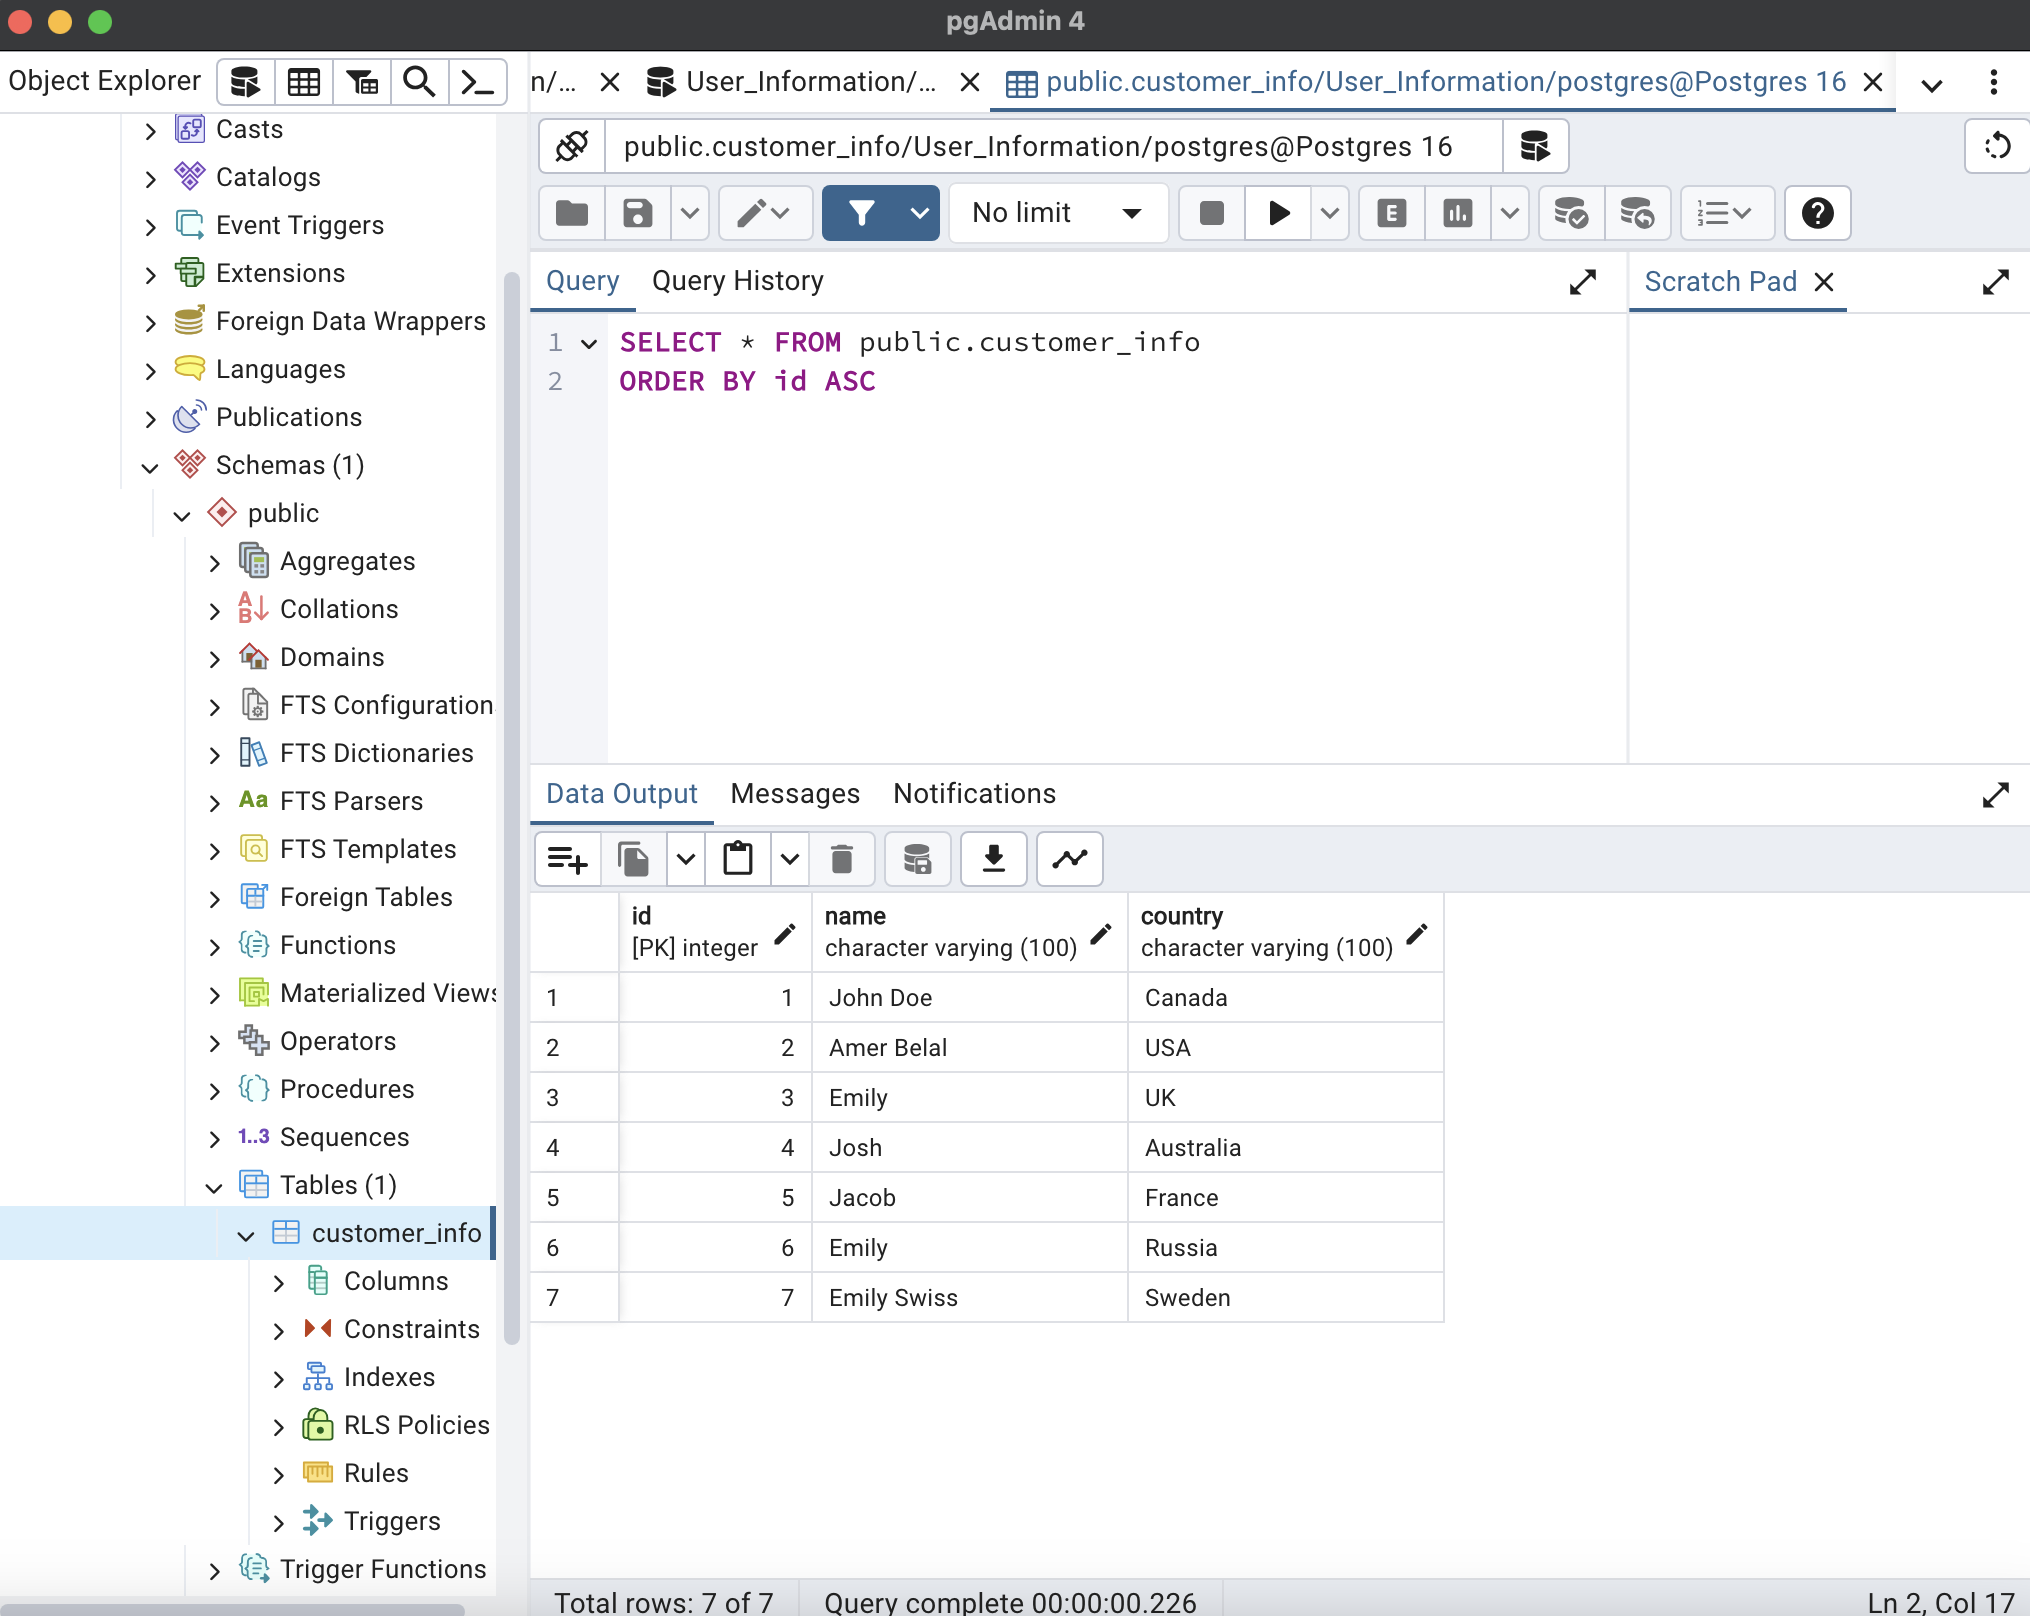 pgAdmin 4
Object Explorer
n/...
User_Information/...
public.customer_info/User_Information/postgres@Postgres 16
public.customer_info/User_Information/postgres@Postgres 16
No limit
E
Query
Query History
Scratch Pad
1 SELECT * FROM public.customer_info
2 ORDER BY id ASC
Casts
Catalogs
Event Triggers
Extensions
Foreign Data Wrappers
Languages
Publications
Schemas (1)
public
Aggregates
Collations
Domains
FTS Configuration
FTS Dictionaries
Aa FTS Parsers
FTS Templates
Foreign Tables
Functions
Materialized Views
Operators
Procedures
1..3 Sequences
Tables (1)
customer_info
Columns
Constraints
Indexes
RLS Policies
Rules
Triggers
Trigger Functions
Data Output
Messages
Notifications
id name country
[PK] integer character varying (100) character varying (100)
1 1 John Doe Canada
2 2 Amer Belal USA
3 3 Emily UK
4 4 Josh Australia
5 5 Jacob France
6 6 Emily Russia
7 7 Emily Swiss Sweden
Total rows: 7 of 7
Query complete 00:00:00.226
Ln 2, Col 17